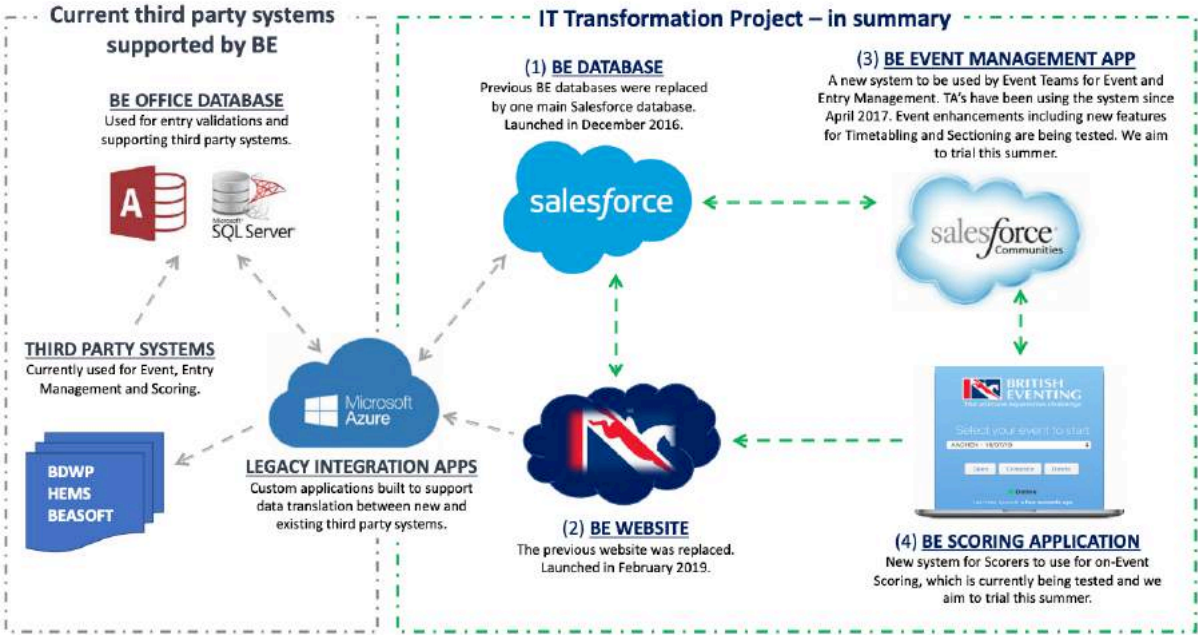 Current third party systems
supported by BE
BE OFFICE DATABASE
Used for entry validations and
supporting third party systems.
A
Microsoft
SQL Server
THIRD PARTY SYSTEMS
Currently used for Event, Entry
Management and Scoring.
BDWP
HEMS
BEASOFT
Microsoft
Azure
LEGACY INTEGRATION APPS
Custom applications built to support
data translation between new and
existing third party systems.
IT Transformation Project – in summary
(1) BE DATABASE
Previous BE databases were replaced
by one main Salesforce database.
Launched in December 2016.
salesforce
(2) BE WEBSITE
The previous website was replaced.
Launched in February 2019.
(3) BE EVENT MANAGEMENT APP
A new system to be used by Event Teams for Event and
Entry Management. TA's have been using the system since
April 2017. Event enhancements including new features
for Timetabling and Sectioning are being tested. We aim
to trial this summer.
salesforce
Communities
BRITISH
EVENTING
Select your event to start
(4) BE SCORING APPLICATION
New system for Scorers to use for on-Event
Scoring, which is currently being tested and we
aim to trial this summer.